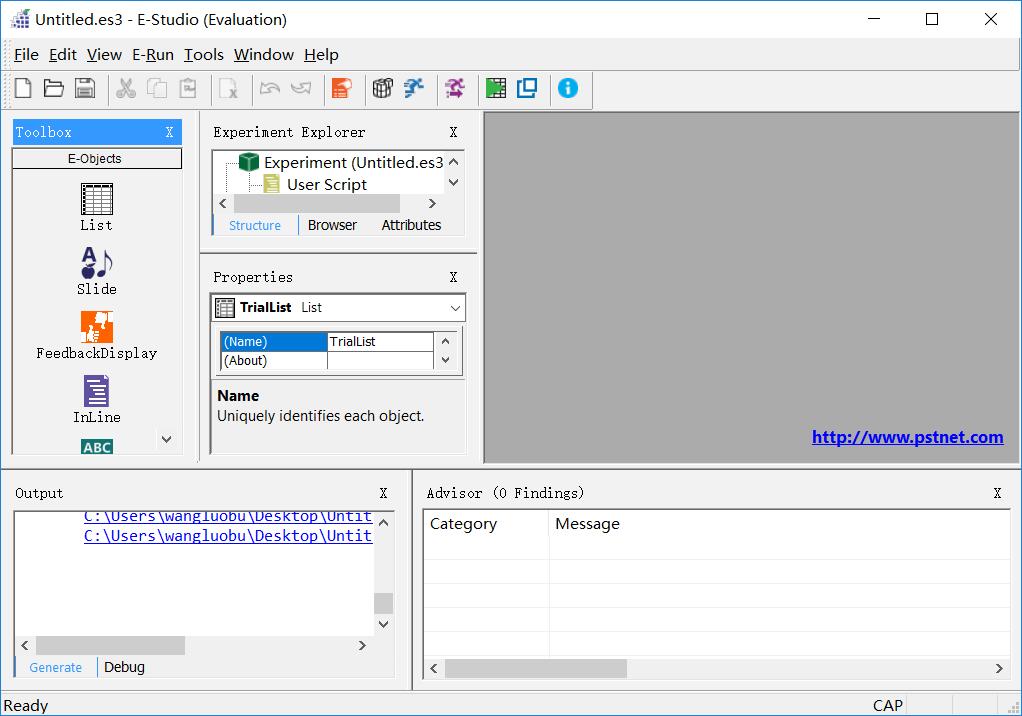 Untitled.es3 - E-Studio (Evaluation)
File Edit View E-Run Tools Window Help
Toolbox X
E-Objects
List
Slide
FeedbackDisplay
InLine
ABC
Experiment Explorer X
Experiment (Untitled.es3
User Script
Structure Browser Attributes
Properties X
TrialList List
(Name) TrialList
(About)
Name
Uniquely identifies each object.
http://www.pstnet.com
Output X
C:\Users\wangluobu\Desktop\Untit
C:\Users\wangluobu\Desktop\Untit
Generate Debug
Advisor (0 Findings) X
Category Message
Ready CAP